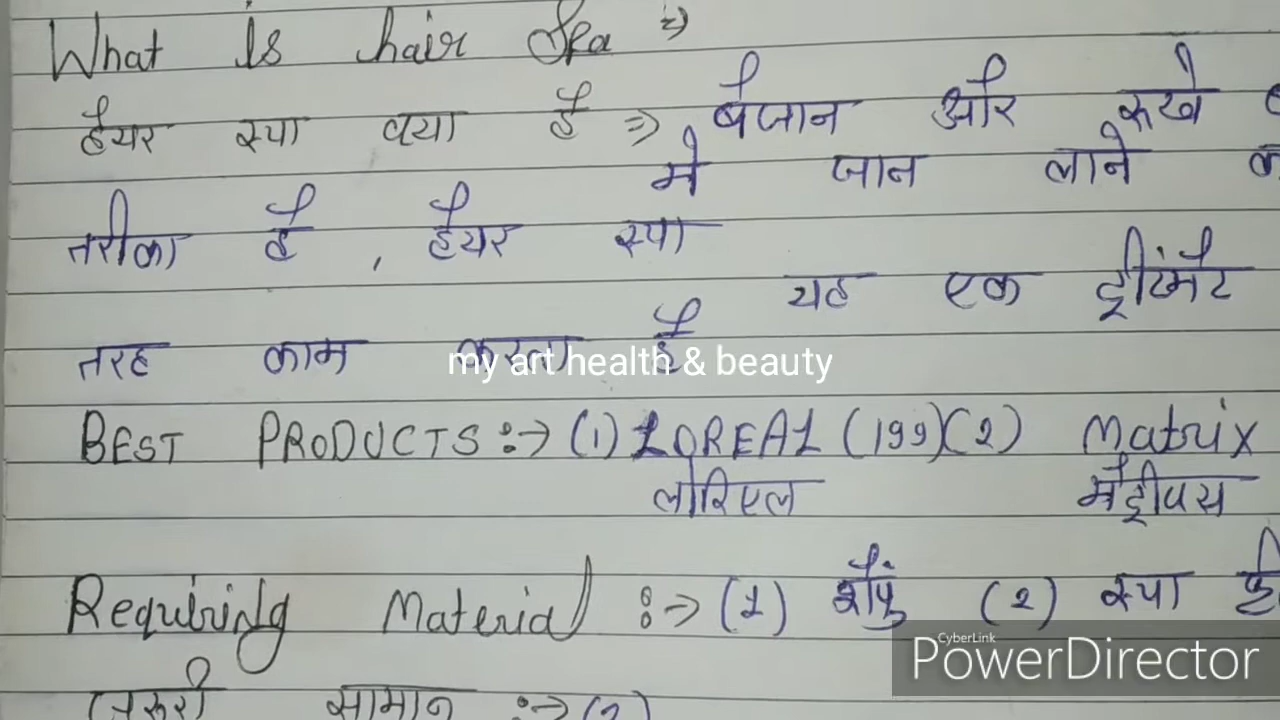 What is hair Spa =>
हेयर स्पा क्या है => बेजान और रूखे
में जान लाने
तरीका है , हेयर स्पा
यह एक ट्रीटमेंट
तरह काम करता है
my art health & beauty
BEST PRODUCTS :-> (1) LOREAL (199) (2) Matrix
लोरिएल मैट्रीक्स
Requiring Material :-> (1) शैंपु (2) स्पा
CyberLink
PowerDirector
जरूरी सामान :->